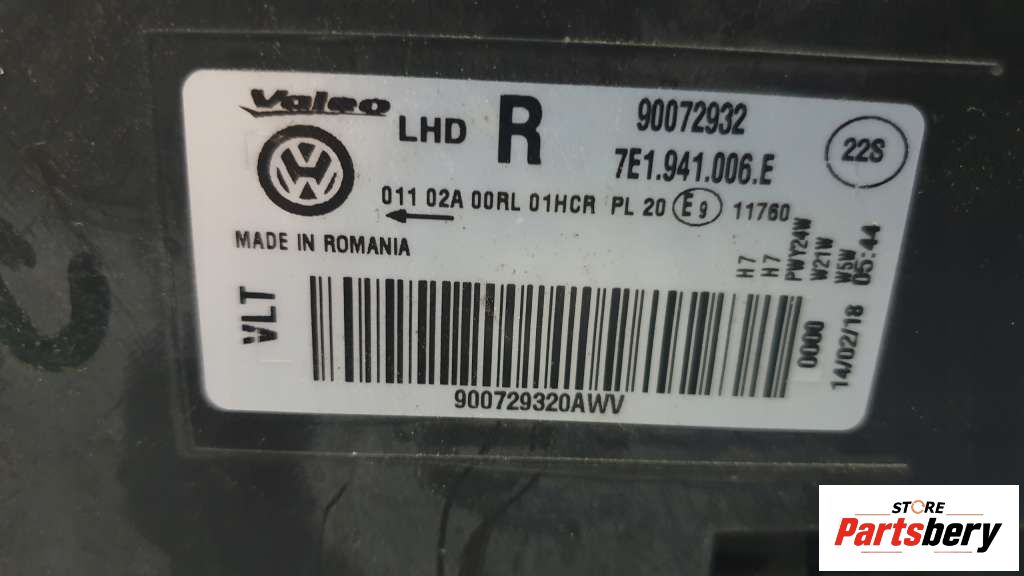 Valeo
LHD R 90072932
7E1.941.006.E
22S
011 02A 00RL 01HCR PL 20 E9 11760
MADE IN ROMANIA
VLT
H7
H7
PWY24W
W21W
W5W
0000
14/02/18 05:44
900729320AWV
STORE
Partsbery